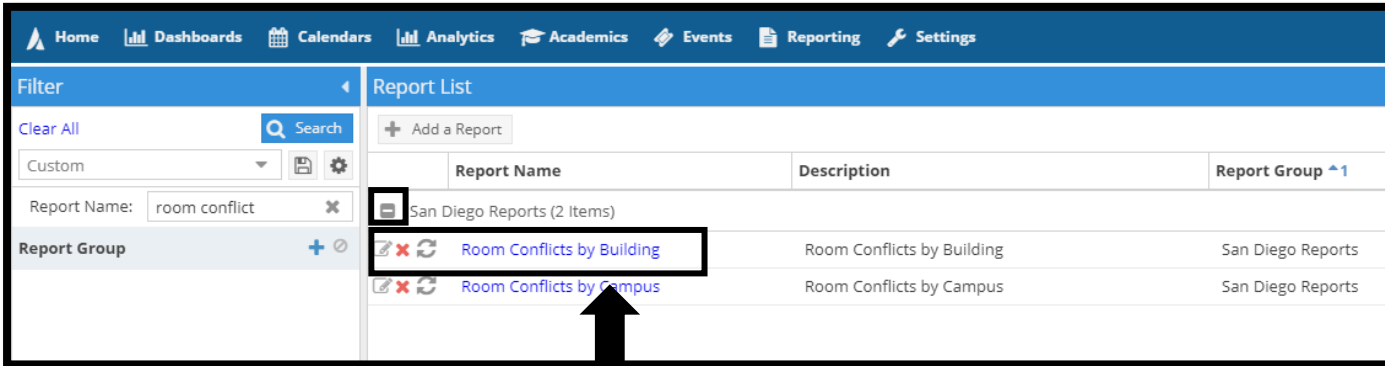 Home Dashboards Calendars Analytics Academics Events Reporting Settings
Filter
Clear All Search
Custom
Report Name: room conflict
Report Group
Report List
Add a Report
Report Name Description Report Group 1
San Diego Reports (2 Items)
Room Conflicts by Building Room Conflicts by Building San Diego Reports
Room Conflicts by Campus Room Conflicts by Campus San Diego Reports